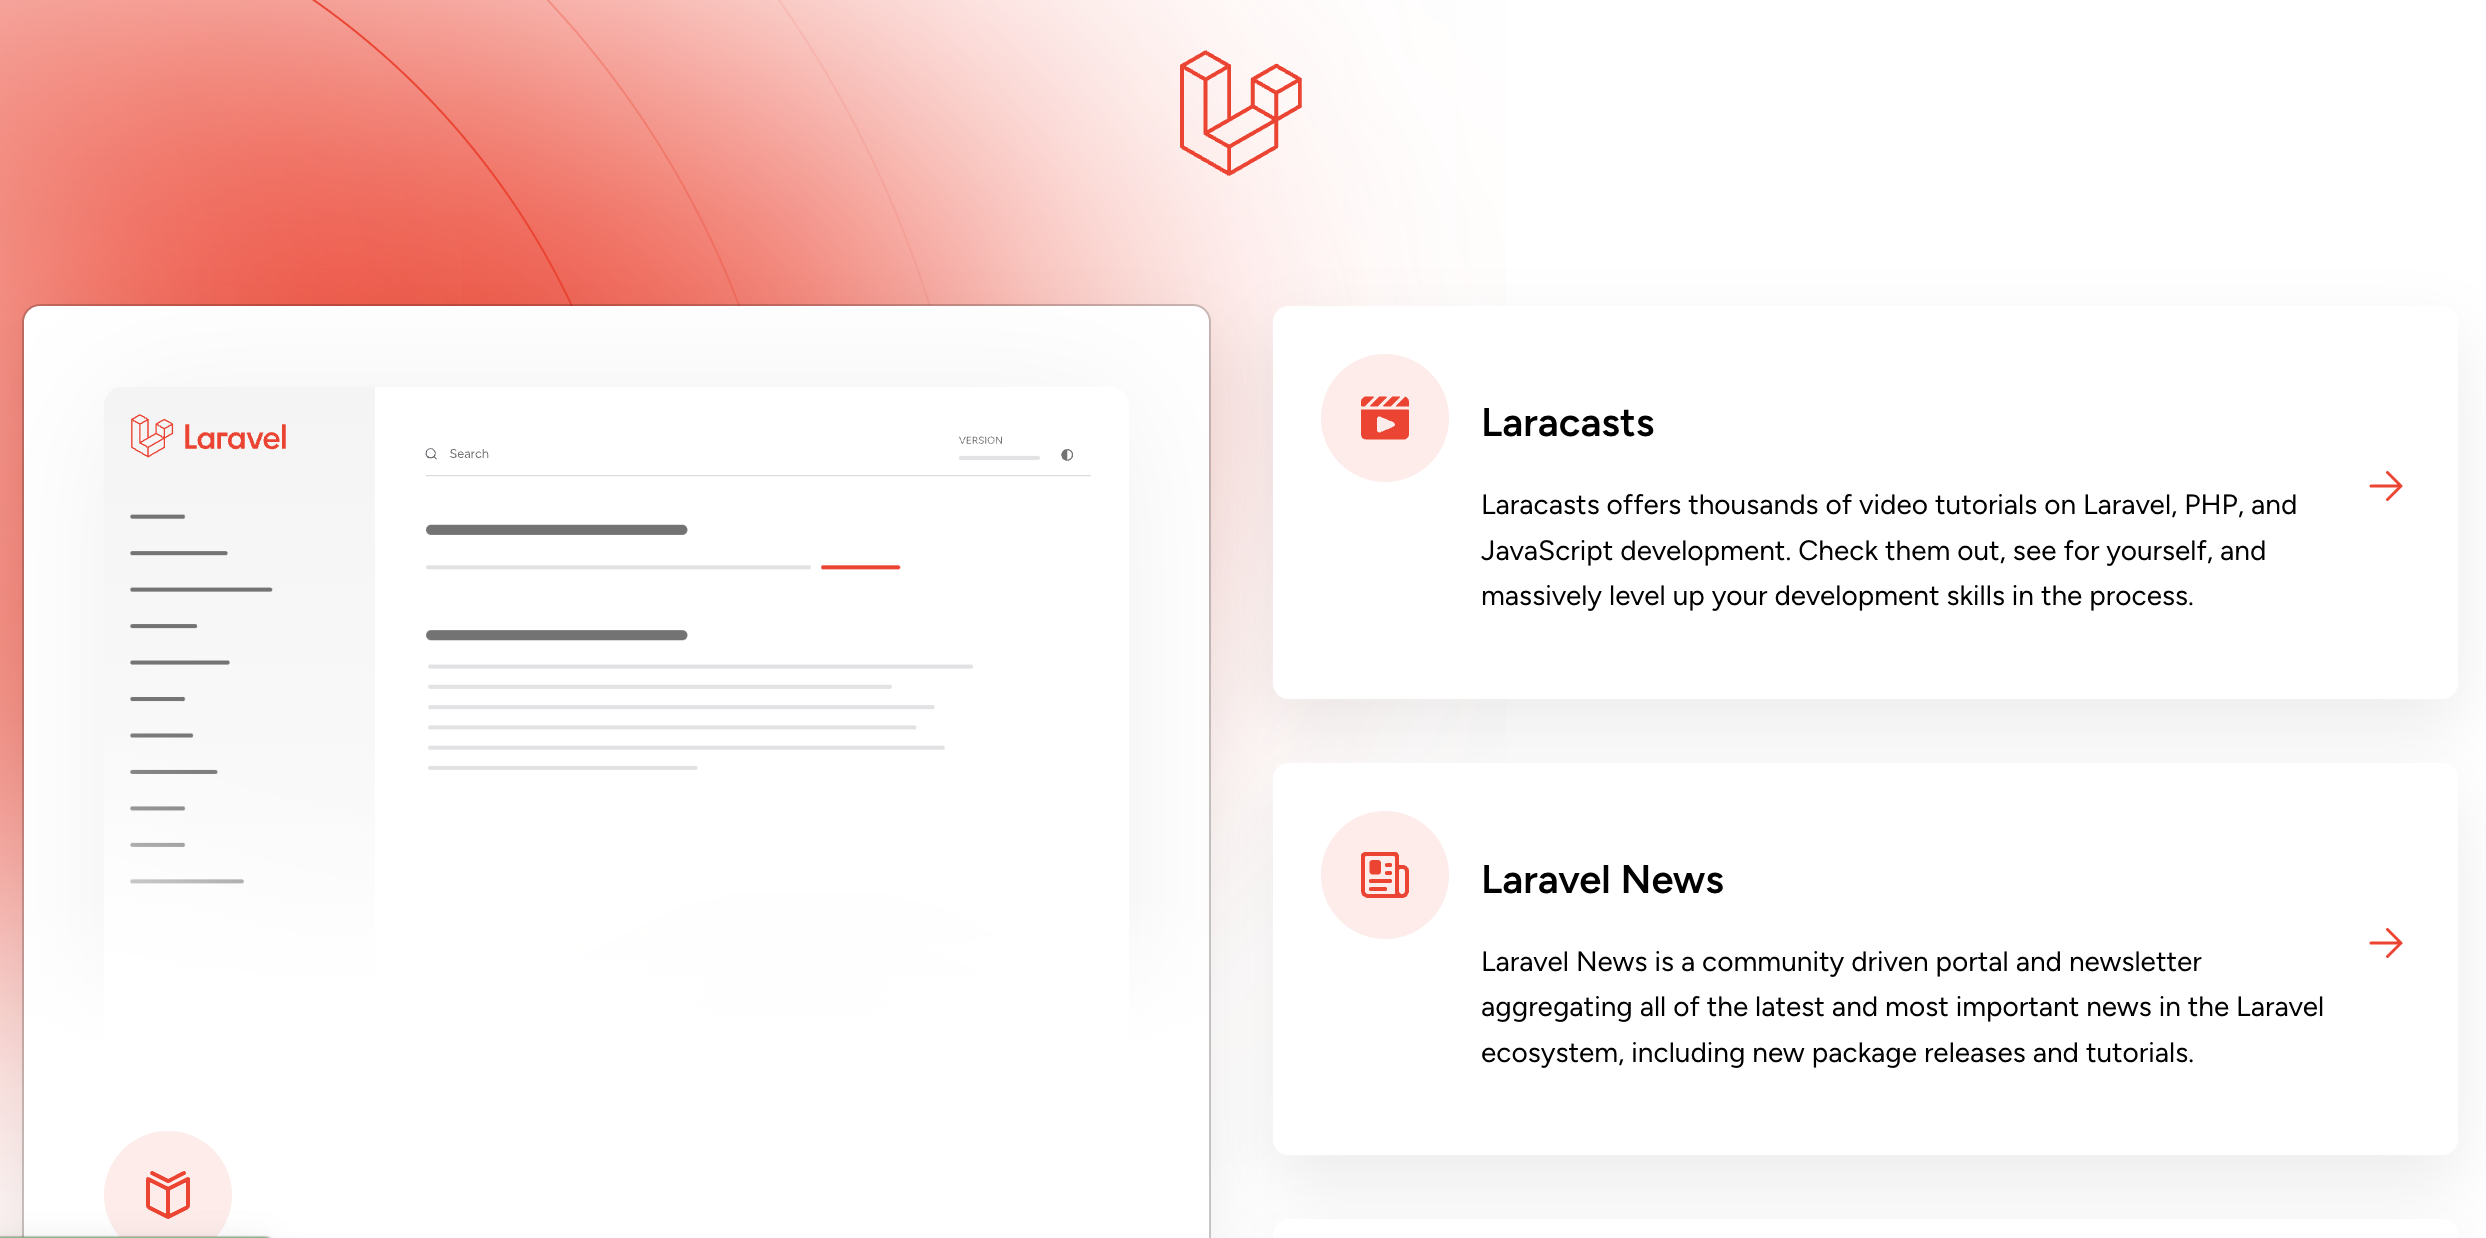 Laravel
Search
VERSION
Laracasts
Laracasts offers thousands of video tutorials on Laravel, PHP, and
JavaScript development. Check them out, see for yourself, and
massively level up your development skills in the process.
Laravel News
Laravel News is a community driven portal and newsletter
aggregating all of the latest and most important news in the Laravel
ecosystem, including new package releases and tutorials.